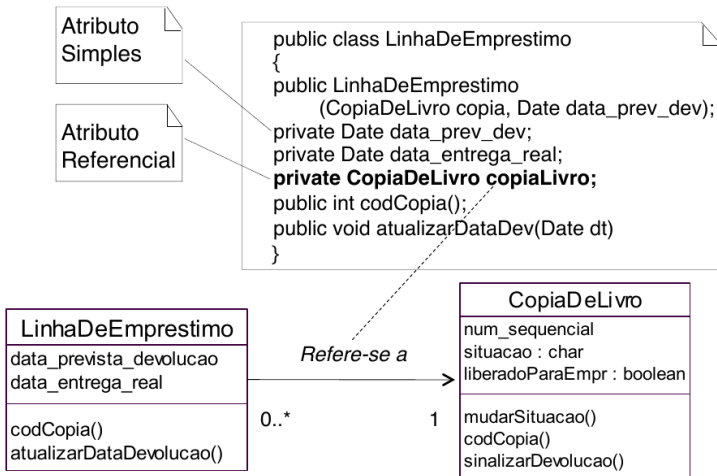 Atributo
Simples
Atributo
Referencial
public class LinhaDeEmprestimo
{
public LinhaDeEmprestimo
(CopiaDeLivro copia, Date data_prev_dev);
private Date data_prev_dev;
private Date data_entrega_real;
private CopiaDeLivro copiaLivro;
public int codCopia();
public void atualizarDataDev(Date dt)
}
LinhaDeEmprestimo
data_prevista_devolucao
data_entrega_real
codCopia()
atualizarDataDevolucao()
Refere-se a
0..*
1
CopiaDeLivro
num_sequencial
situacao : char
liberadoParaEmpr : boolean
mudarSituacao()
codCopia()
sinalizarDevolucao()